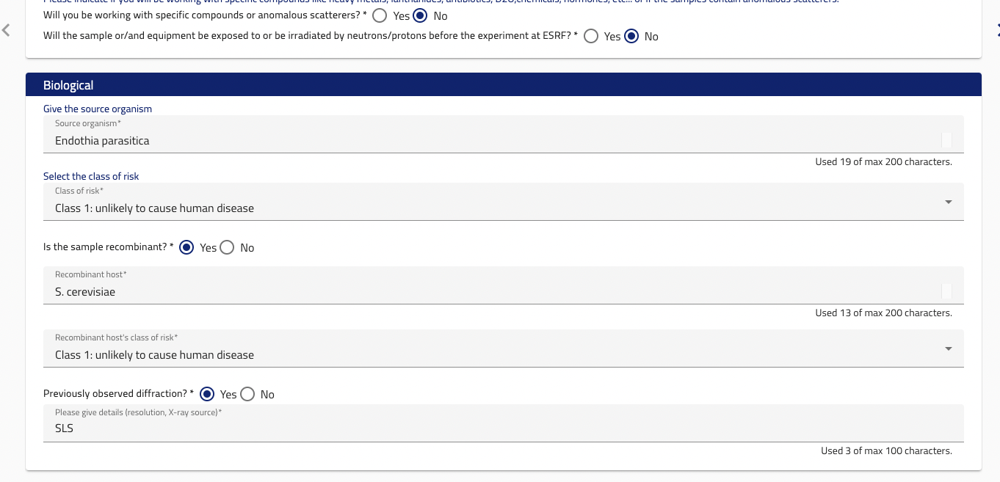 Please indicate if you will be working with specific compounds like heavy metals, lanthanides, antibiotics, D2O,chemicals, hormones, etc... or if the samples contain anomalous scatterers.
Will you be working with specific compounds or anomalous scatterers? * Yes No
Will the sample or/and equipment be exposed to or be irradiated by neutrons/protons before the experiment at ESRF? * Yes No
Biological
Give the source organism
Source organism*
Endothia parasitica
Used 19 of max 200 characters.
Select the class of risk
Class of risk*
Class 1: unlikely to cause human disease
Is the sample recombinant? * Yes No
Recombinant host*
S. cerevisiae
Used 13 of max 200 characters.
Recombinant host's class of risk*
Class 1: unlikely to cause human disease
Previously observed diffraction? * Yes No
Please give details (resolution, X-ray source)*
SLS
Used 3 of max 100 characters.